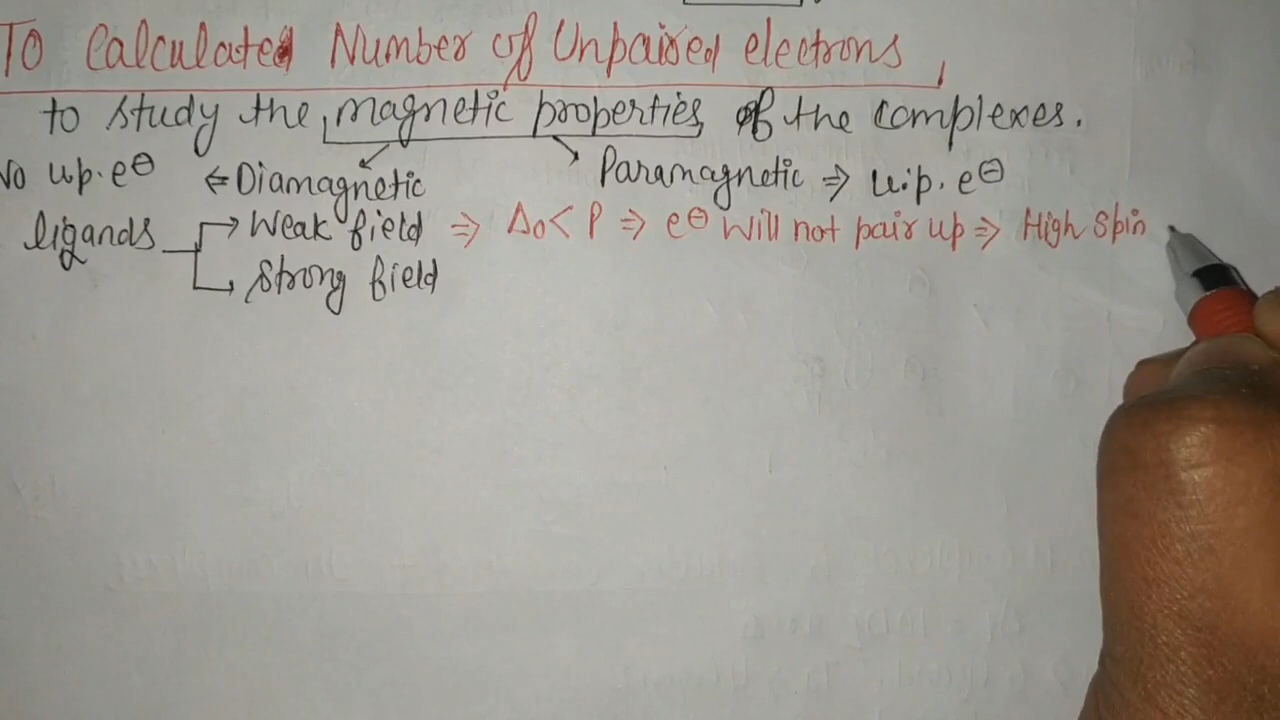 To Calculated Number of Unpaired electrons,
to study the magnetic properties of the complexes.
No up.e⊖ ⇐ Diamagnetic Paramagnetic ⇒ u.p.e⊖
ligands → Weak field ⇒ Δo < P ⇒ e⊖ will not pair up ⇒ High spin
→ Strong field